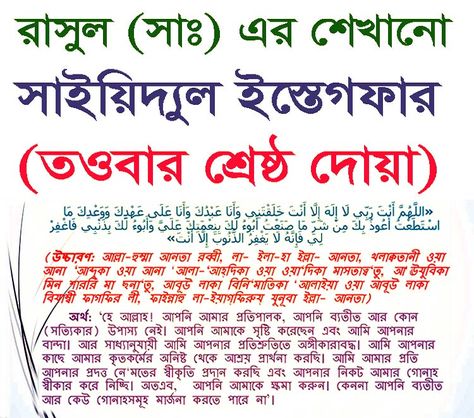 রাসুল (সাঃ) এর শেখানো
সাইয়িদ্যুল ইস্তেগফার
(তওবার শ্রেষ্ঠ দোয়া)
«اللَّهُمَّ أَنْتَ رَبِّي لَا إِلَهَ إِلَّا أَنْتَ خَلَقْتَنِي وَأَنَا عَبْدُكَ وَأَنَا عَلَى عَهْدِكَ وَوَعْدِكَ مَا
اسْتَطَعْتُ أَعُوذُ بِكَ مِنْ شَرِّ مَا صَنَعْتُ أَبُوءُ لَكَ بِنِعْمَتِكَ عَلَيَّ وَأَبُوءُ لَكَ بِذَنْبِي فَاغْفِرْ
لِي فَإِنَّهُ لَا يَغْفِرُ الذُّنُوبَ إِلَّا أَنْتَ»
(উচ্চারণ: আল্লা-হুম্মা আনতা রব্বী, লা- ইলা-হা ইল্লা- আনতা, খলাক্বতানী ওয়া
আনা 'আব্দুকা ওয়া আনা 'আলা-'আহদিকা ওয়া ওয়া'দিকা মাসতাত্ব'তু, আ উযুবিকা
মিন শাররি মা ছনা'তু, আবূউ লাকা বিনি'মাতিকা 'আলাইয়া ওয়া আবূউ লাকা
বিযাম্বী ফাগফির লী, ফাইন্নাহু লা-ইয়াগফিরুয্ যুনূবা ইল্লা- আনতা)
অর্থ: 'হে আল্লাহ! আপনি আমার প্রতিপালক, আপনি ব্যতীত আর কোন
(সত্যিকার) উপাস্য নেই। আপনি আমাকে সৃষ্টি করেছেন এবং আমি আপনার
বান্দা। আর সাধ্যানুযায়ী আমি আপনার প্রতিশ্রুতিতে অঙ্গীকারাবদ্ধ। আমি আপনার
কাছে আমার কৃতকর্মের অনিষ্ট থেকে আশ্রয় প্রার্থনা করছি। আমি আমার প্রতি
আপনার প্রদত্ত নে'মতের স্বীকৃতি প্রদান করছি এবং আপনার নিকট আমার গোনাহ
স্বীকার করে নিচ্ছি। অতএব, আপনি আমাকে ক্ষমা করুন। কেননা আপনি ব্যতীত
আর কেউ গোনাহসমূহ মার্জনা করতে পারে না'।